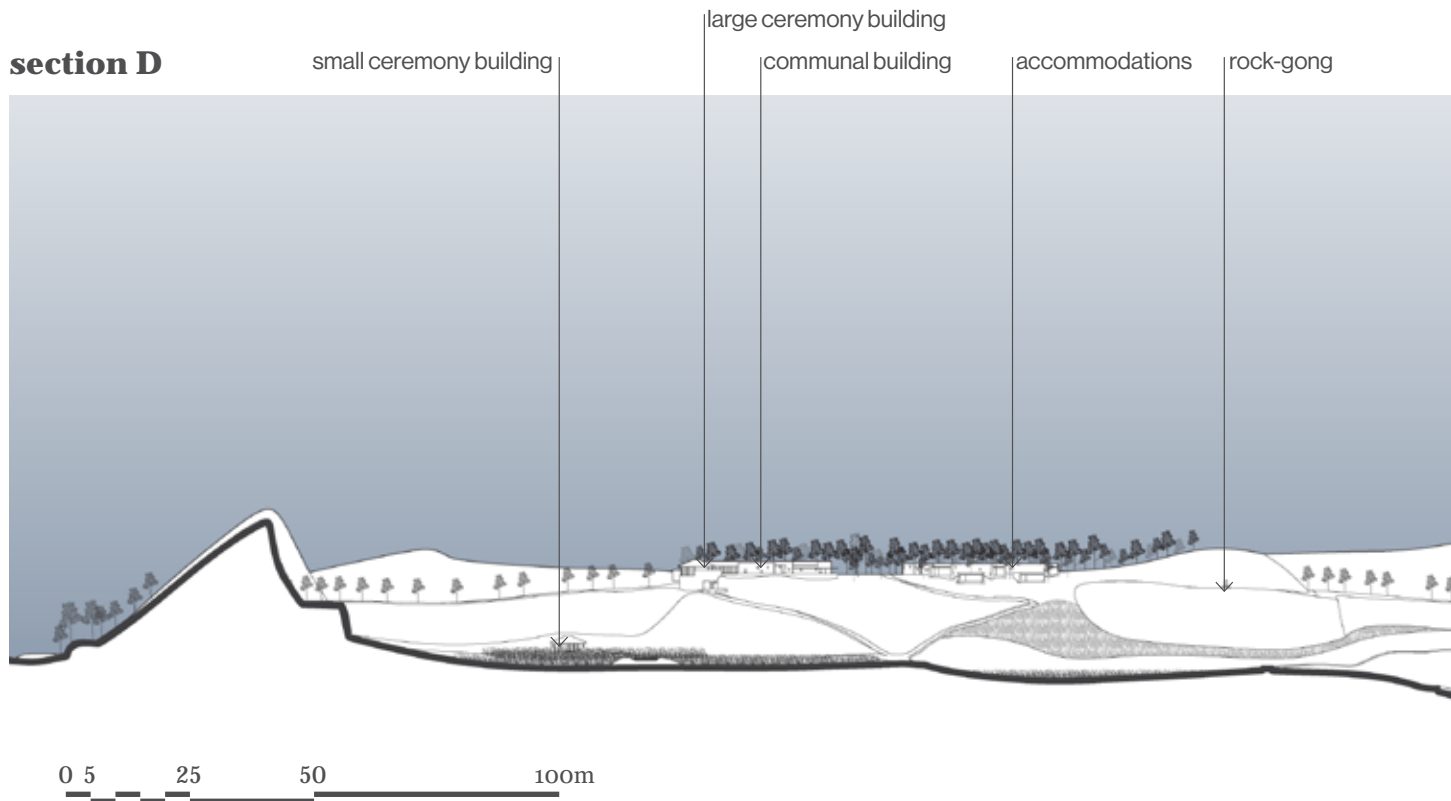 large ceremony building
section D
small ceremony building
communal building
accommodations
rock-gong
0 5 25 50 100m